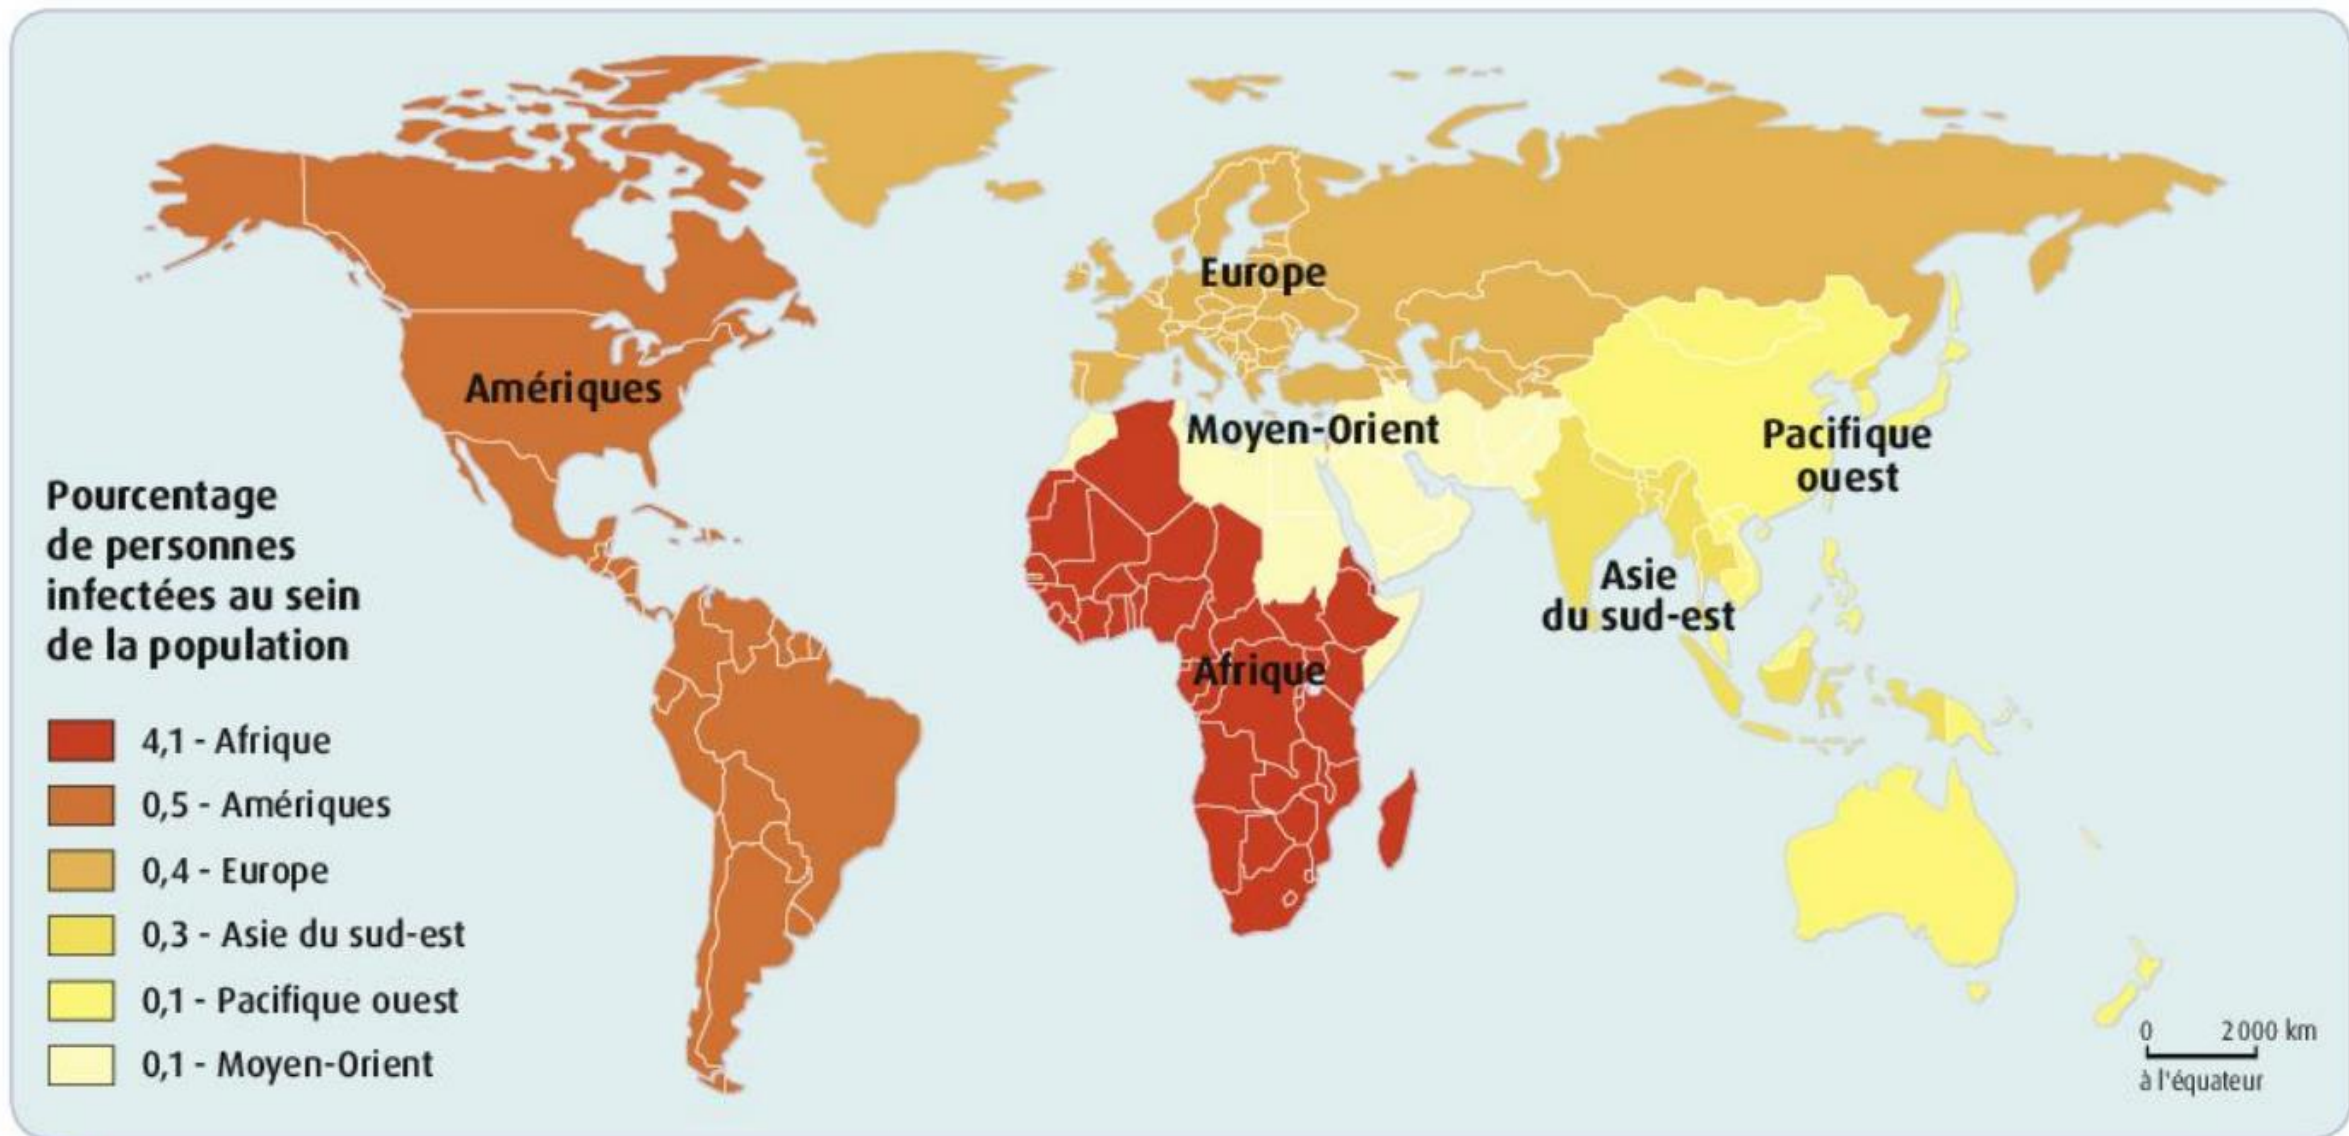 Europe
Amériques
Moyen-Orient
Pacifique
ouest
Asie
du sud-est
Afrique
Pourcentage
de personnes
infectées au sein
de la population
4,1 - Afrique
0,5 - Amériques
0,4 - Europe
0,3 - Asie du sud-est
0,1 - Pacifique ouest
0,1 - Moyen-Orient
0 2 000 km
à l'équateur